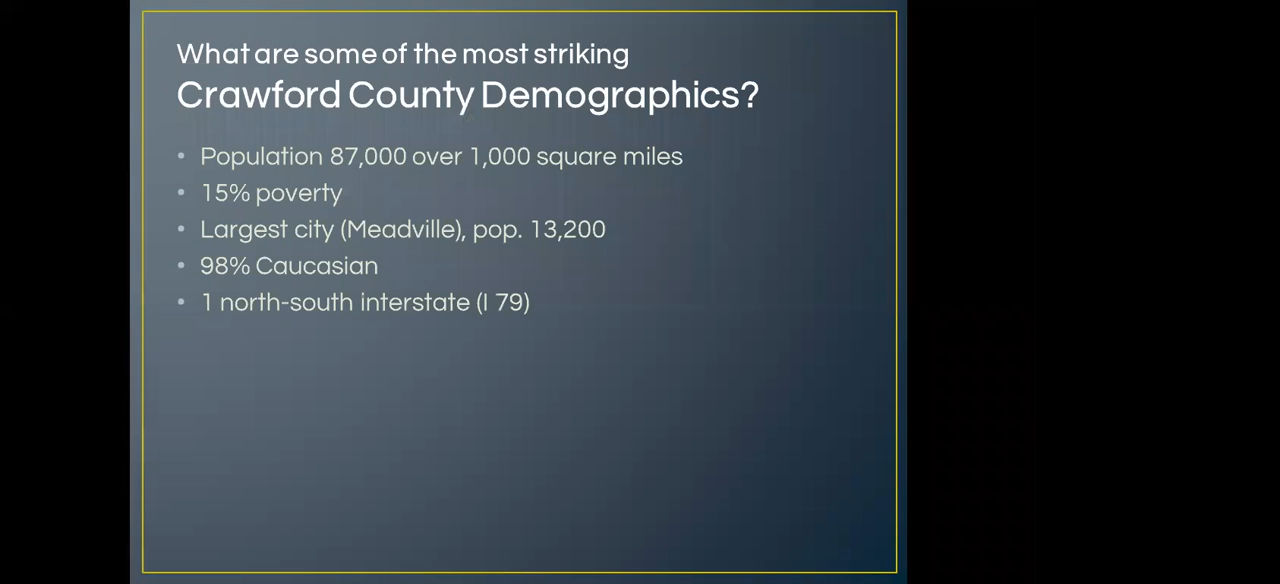 What are some of the most striking
Crawford County Demographics?
• Population 87,000 over 1,000 square miles
• 15% poverty
• Largest city (Meadville), pop. 13,200
• 98% Caucasian
• 1 north-south interstate (I 79)